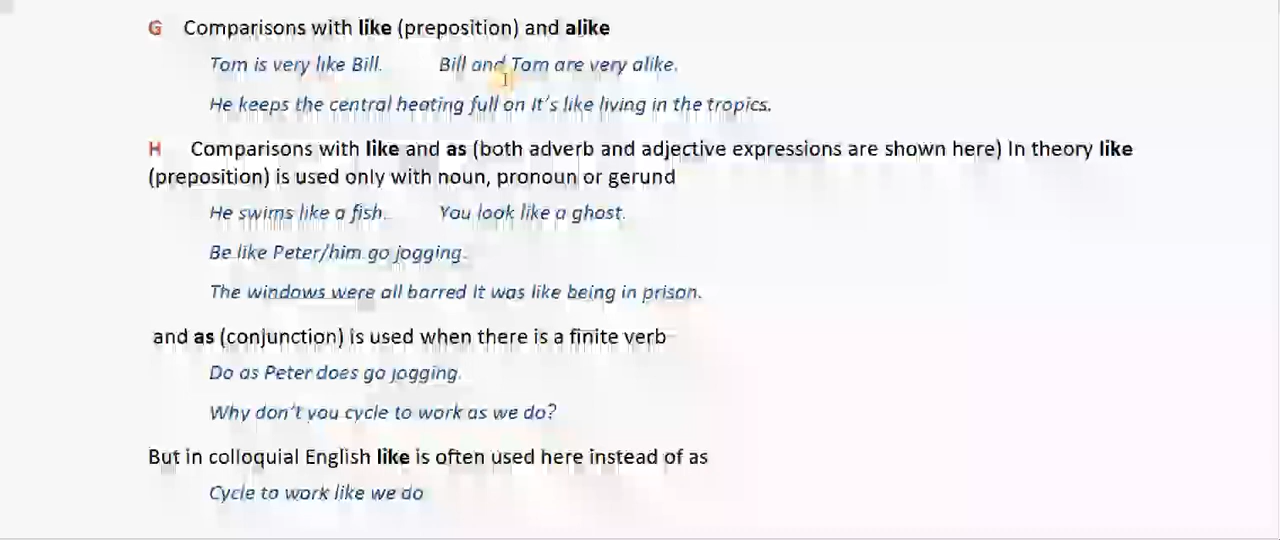 G Comparisons with like (preposition) and alike
Tom is very like Bill. Bill and Tom are very alike.
He keeps the central heating full on It's like living in the tropics.
H Comparisons with like and as (both adverb and adjective expressions are shown here) In theory like
(preposition) is used only with noun, pronoun or gerund
He swims like a fish. You look like a ghost.
Be like Peter/him go jogging.
The windows were all barred It was like being in prison.
and as (conjunction) is used when there is a finite verb
Do as Peter does go jogging.
Why don't you cycle to work as we do?
But in colloquial English like is often used here instead of as
Cycle to work like we do